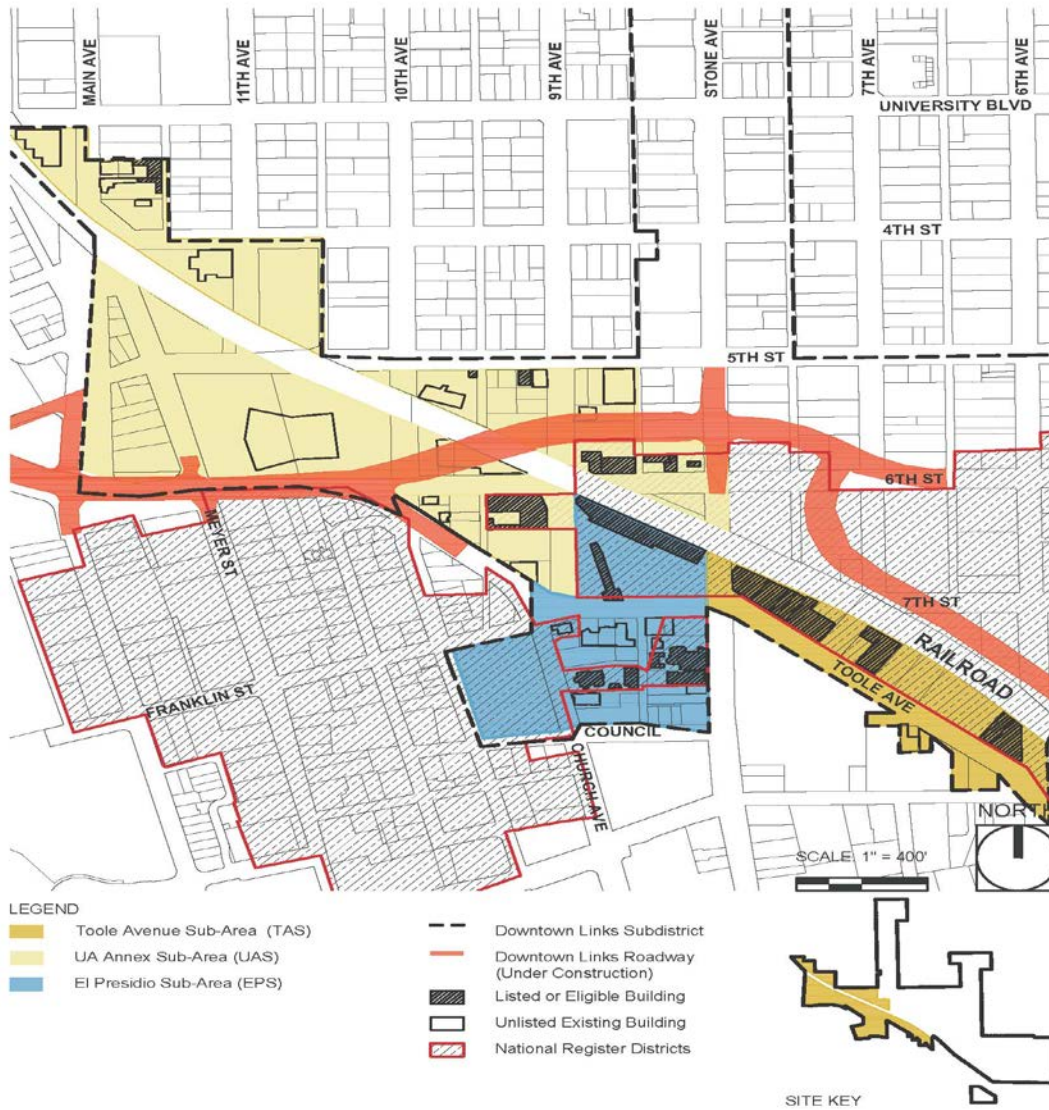 MAIN AVE
11TH AVE
10TH AVE
9TH AVE
STONE AVE
7TH AVE
6TH AVE
UNIVERSITY BLVD
4TH ST
5TH ST
6TH ST
MEYER ST
7TH ST
RAILROAD
TOOLE AVE
FRANKLIN ST
COUNCIL
CHURCH AVE
NORTH
SCALE: 1" = 400'
LEGEND
Toole Avenue Sub-Area (TAS)
UA Annex Sub-Area (UAS)
El Presidio Sub-Area (EPS)
Downtown Links Subdistrict
Downtown Links Roadway
(Under Construction)
Listed or Eligible Building
Unlisted Existing Building
National Register Districts
SITE KEY